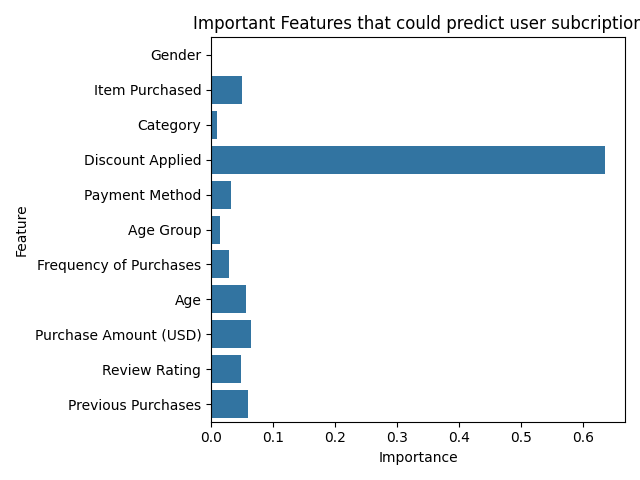 Important Features that could predict user subcription
Gender
Item Purchased
Category
Discount Applied
Payment Method
Age Group
Frequency of Purchases
Age
Purchase Amount (USD)
Review Rating
Previous Purchases
Feature
0.0 0.1 0.2 0.3 0.4 0.5 0.6
Importance